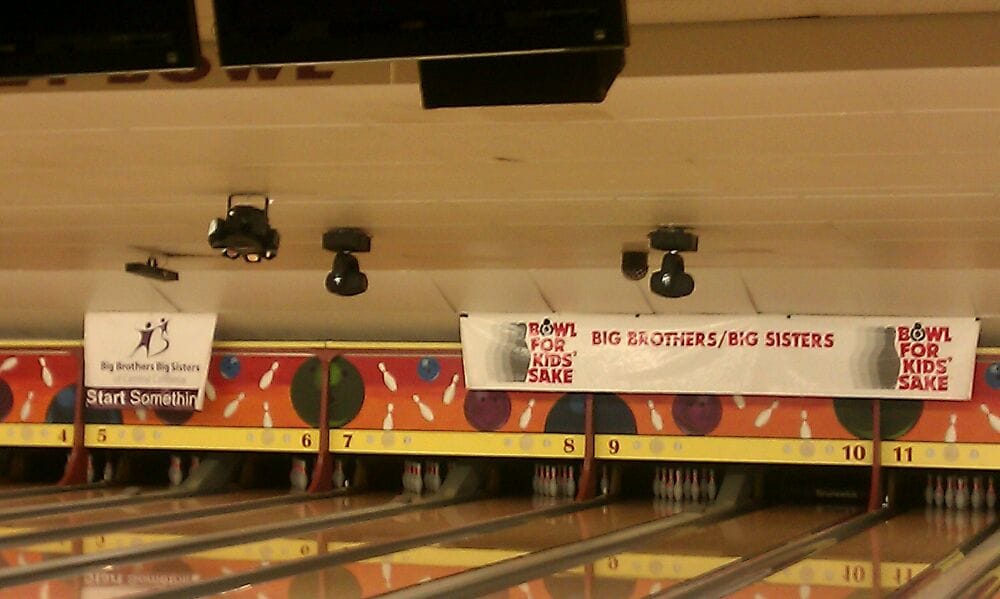 BOWL
Big Brothers Big Sisters
Start Somethin
BOWL
FOR
KIDS'
SAKE
BIG BROTHERS/BIG SISTERS
BOWL
FOR
KIDS'
SAKE
4 5 6 7 8 9 10 11